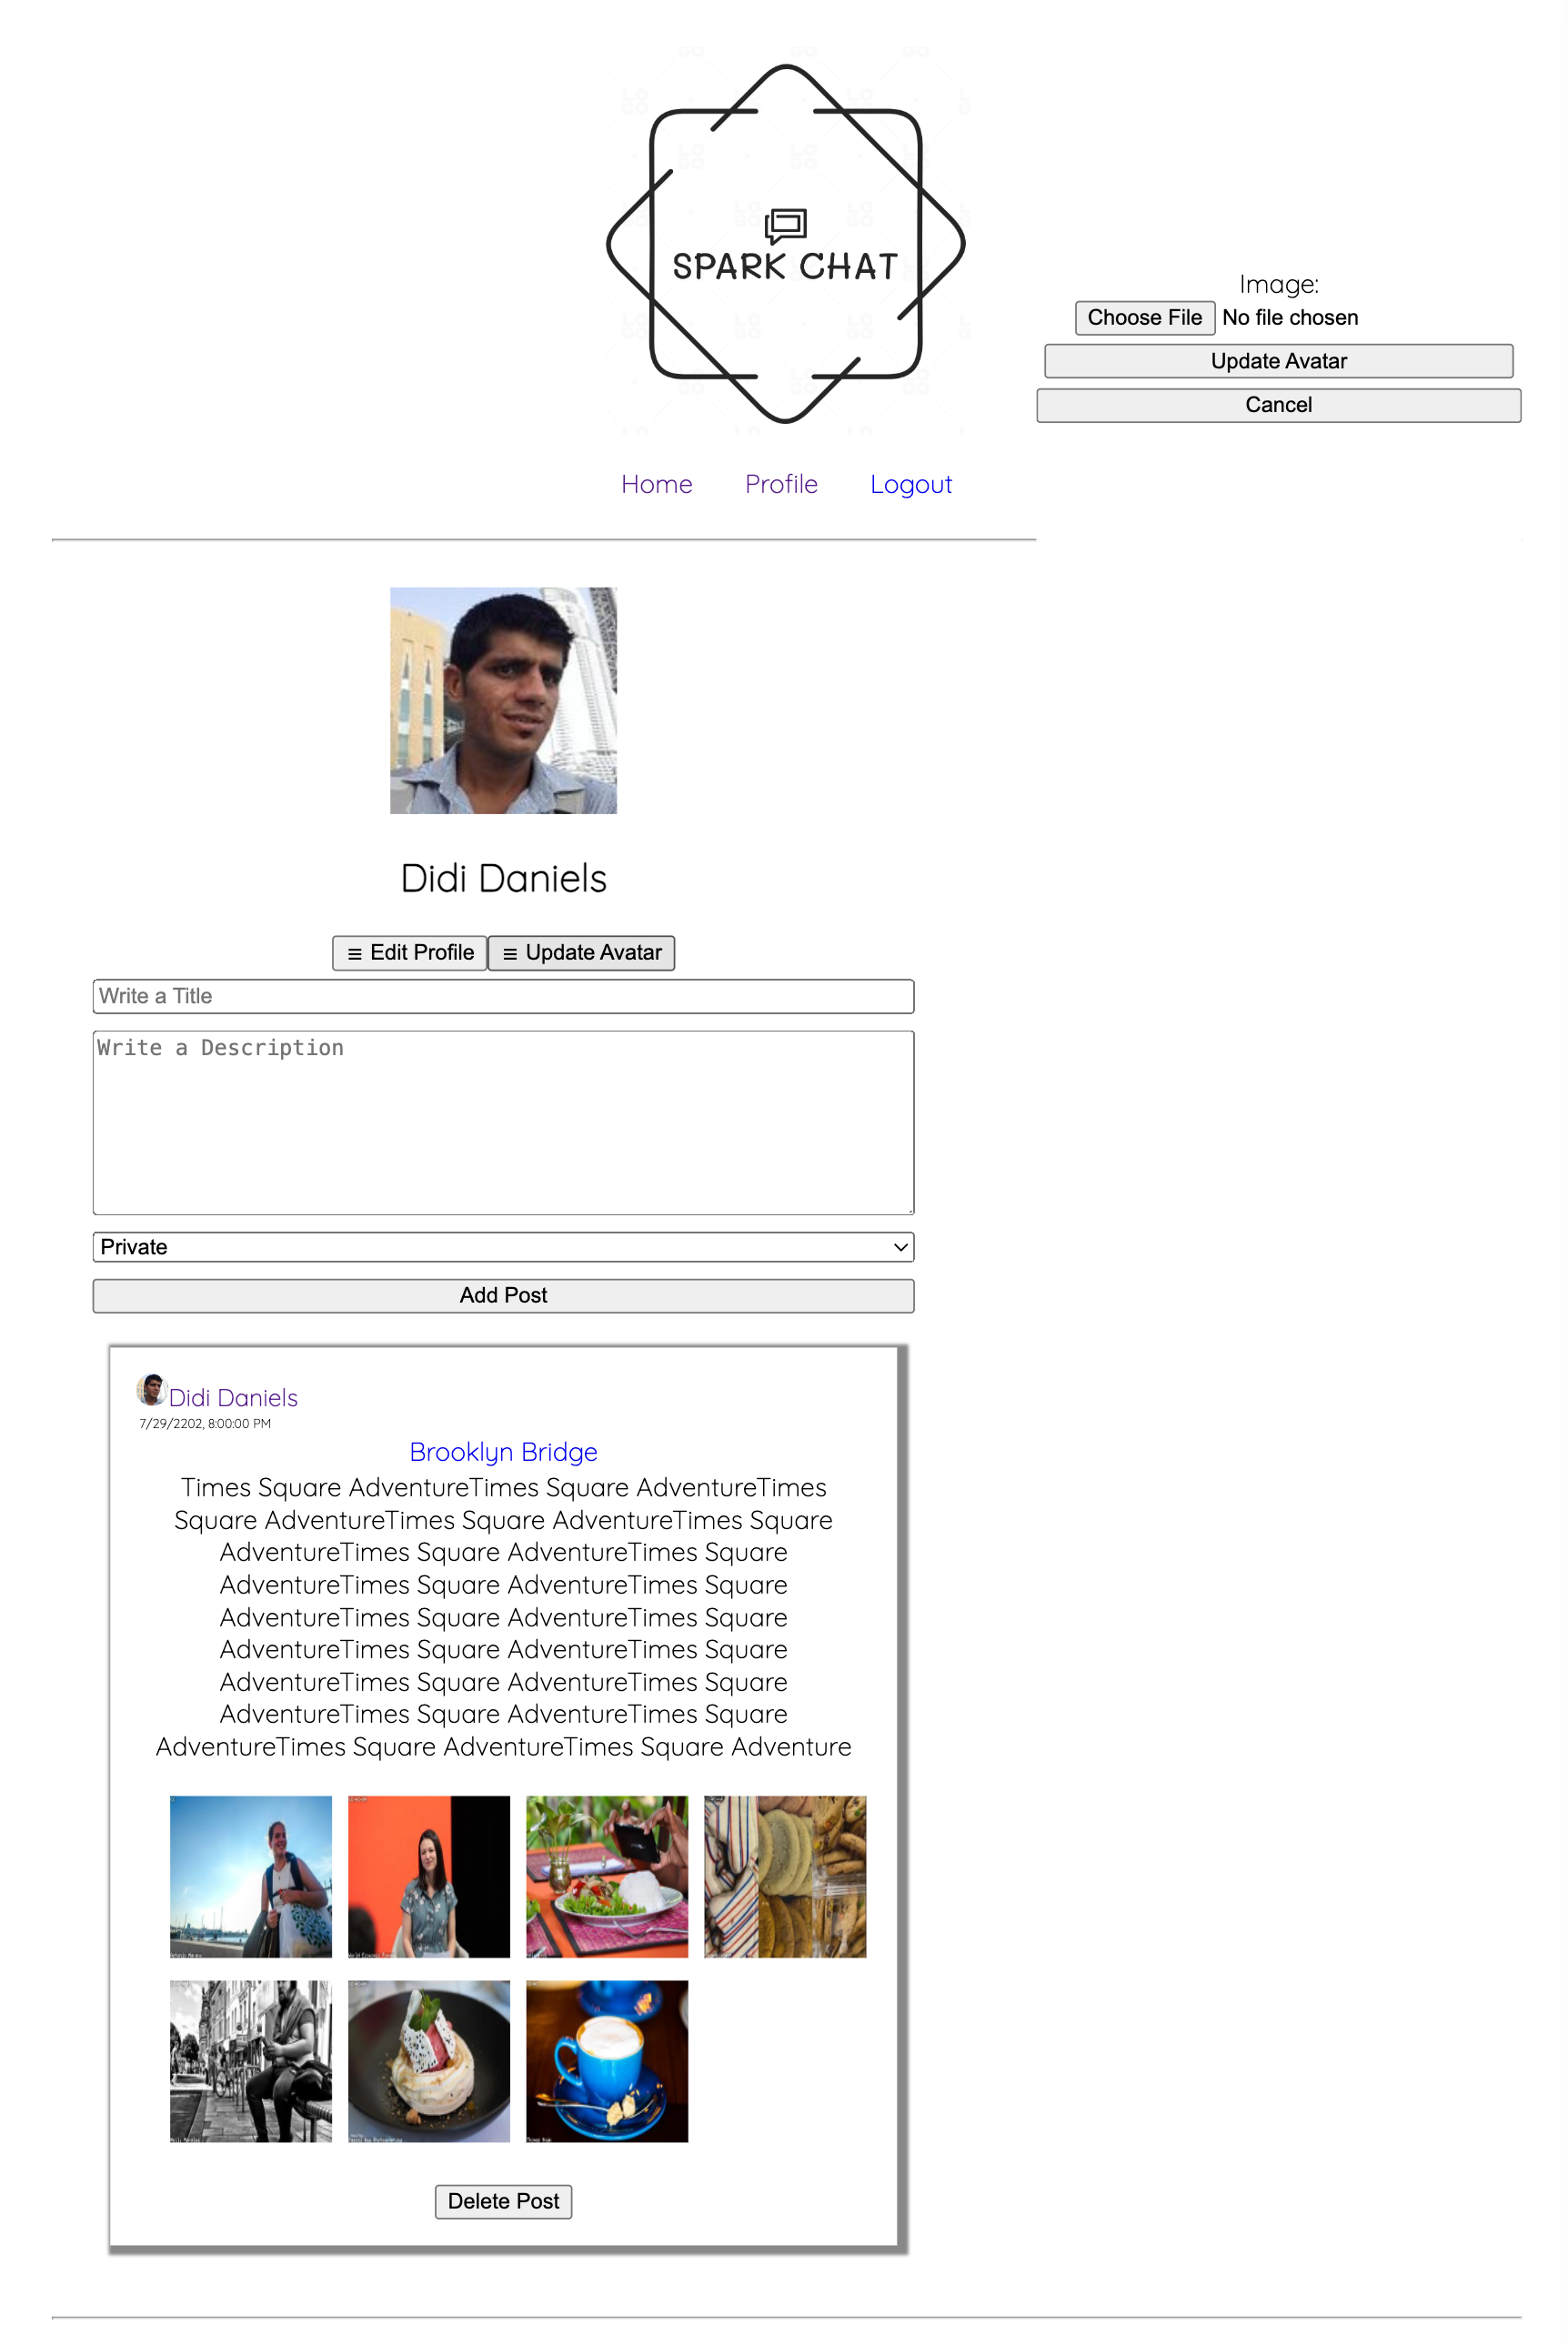 SPARK CHAT
Image:
Choose File No file chosen
Update Avatar
Cancel
Home Profile Logout
Didi Daniels
≡ Edit Profile ≡ Update Avatar
Write a Title
Write a Description
Private
Add Post
Didi Daniels
7/29/2202, 8:00:00 PM
Brooklyn Bridge
Times Square AdventureTimes Square AdventureTimes
Square AdventureTimes Square AdventureTimes Square
AdventureTimes Square AdventureTimes Square
AdventureTimes Square AdventureTimes Square
AdventureTimes Square AdventureTimes Square
AdventureTimes Square AdventureTimes Square
AdventureTimes Square AdventureTimes Square
AdventureTimes Square AdventureTimes Square
AdventureTimes Square AdventureTimes Square Adventure
Delete Post